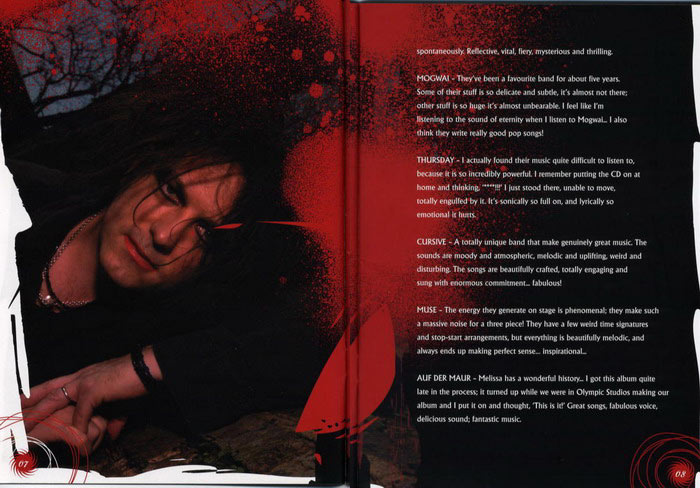 spontaneously. Reflective, vital, fiery, mysterious and thrilling.
MOGWAI - They've been a favourite band for about five years.
Some of their stuff is so delicate and subtle, it's almost not there;
other stuff is so huge it's almost unbearable. I feel like I'm
listening to the sound of eternity when I listen to Mogwai... I also
think they write really good pop songs!
THURSDAY - I actually found their music quite difficult to listen to,
because it is so incredibly powerful. I remember putting the CD on at
home and thinking, '****!!!' I just stood there, unable to move,
totally engulfed by it. It's sonically so full on, and lyrically so
emotional it hurts.
CURSIVE - A totally unique band that make genuinely great music. The
sounds are moody and atmospheric, melodic and uplifting, weird and
disturbing. The songs are beautifully crafted, totally engaging and
sung with enormous commitment... fabulous!
MUSE - The energy they generate on stage is phenomenal; they make such
a massive noise for a three piece! They have a few weird time signatures
and stop-start arrangements, but everything is beautifully melodic, and
always ends up making perfect sense... inspirational...
AUF DER MAUR - Melissa has a wonderful history... I got this album quite
late in the process; it turned up while we were in Olympic Studios making our
album and I put it on and thought, 'This is it!' Great songs, fabulous voice,
delicious sound; fantastic music.
07
08